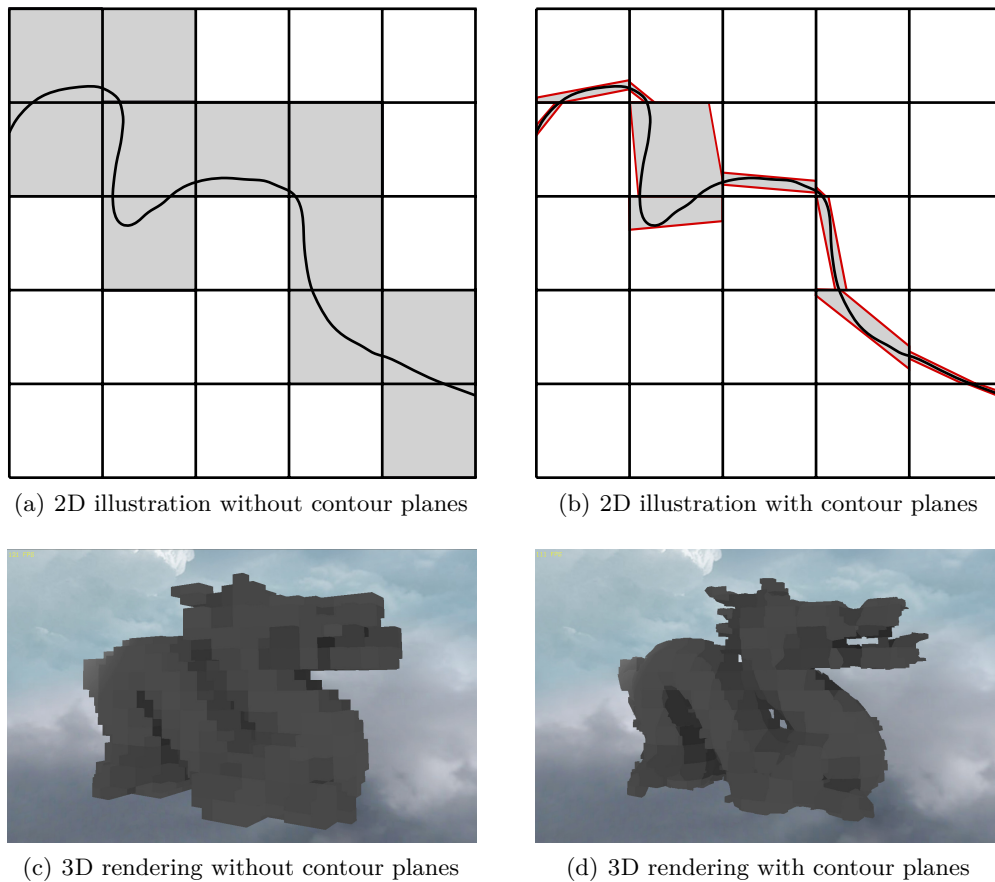 (a) 2D illustration without contour planes
(b) 2D illustration with contour planes
(c) 3D rendering without contour planes
(d) 3D rendering with contour planes